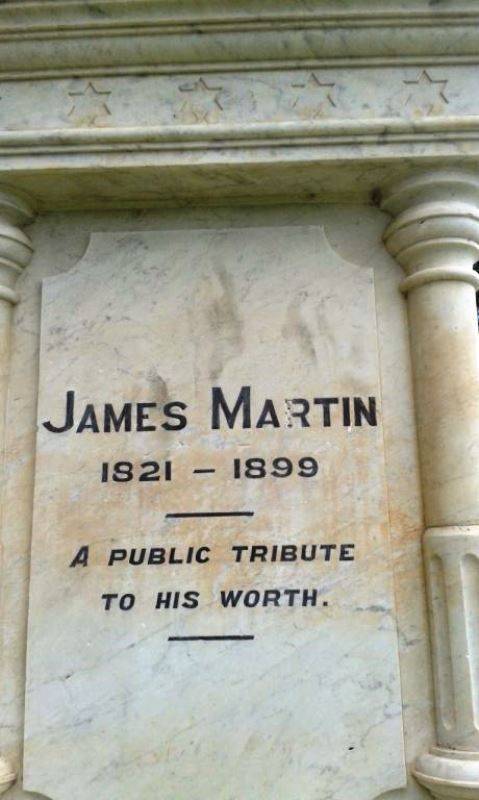 JAMES MARTIN
1821 – 1899
A PUBLIC TRIBUTE
TO HIS WORTH.